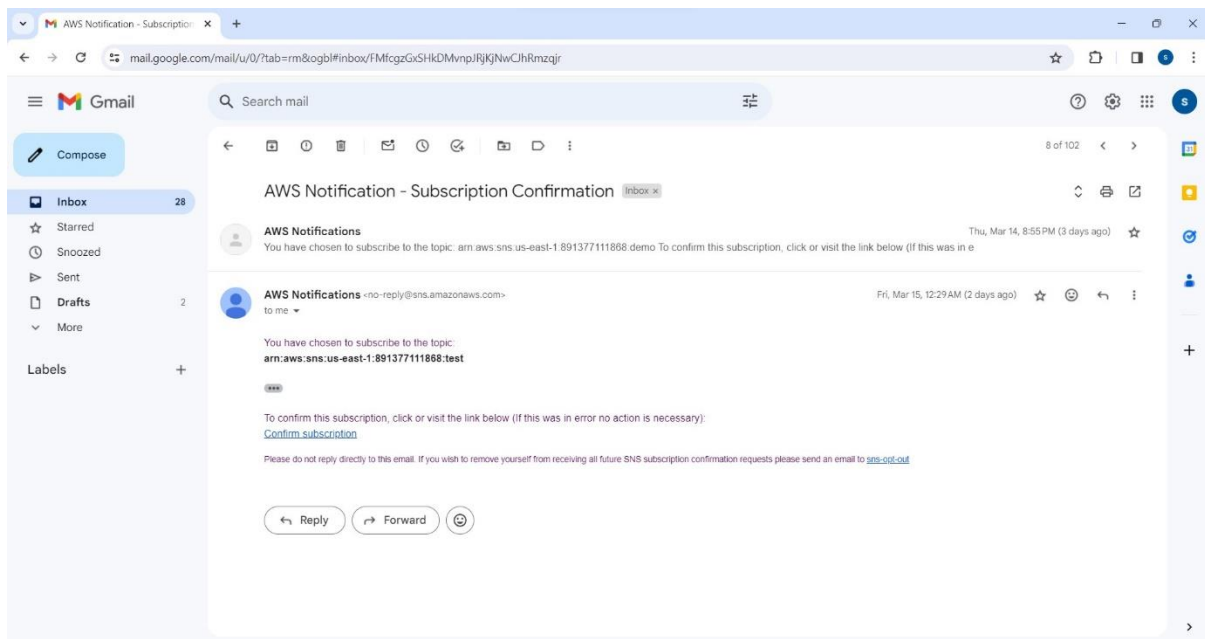 AWS Notification - Subscription
mail.google.com/mail/u/0/?tab=rm&ogbl#inbox/FMfcgzGxSHkDMvnpJRjKjNwCJhRmzqjr
Gmail
Search mail
Compose
8 of 102
Inbox 28
Starred
Snoozed
Sent
Drafts 2
More
Labels
AWS Notification - Subscription Confirmation Inbox x
AWS Notifications Thu, Mar 14, 8:55 PM (3 days ago)
You have chosen to subscribe to the topic: arn:aws:sns:us-east-1:891377111868:demo To confirm this subscription, click or visit the link below (If this was in e
AWS Notifications <no-reply@sns.amazonaws.com> Fri, Mar 15, 12:29 AM (2 days ago)
to me
You have chosen to subscribe to the topic:
arn:aws:sns:us-east-1:891377111868:test
To confirm this subscription, click or visit the link below (If this was in error no action is necessary):
Confirm subscription
Please do not reply directly to this email. If you wish to remove yourself from receiving all future SNS subscription confirmation requests please send an email to sns-opt-out
Reply Forward